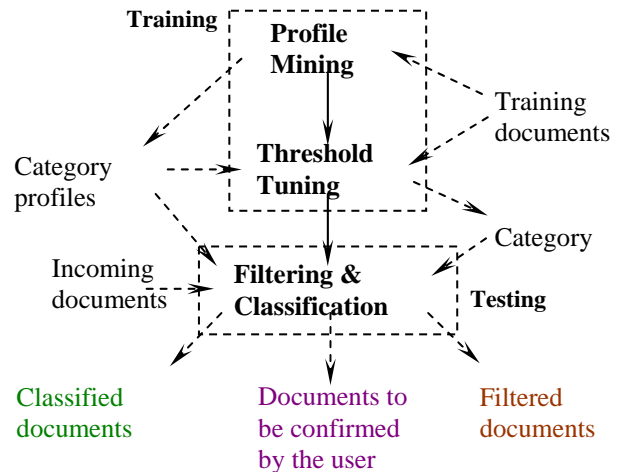 Training
Profile
Mining
Training
documents
Threshold
Tuning
Category
profiles
Category
Incoming
documents
Filtering &
Classification
Testing
Classified
documents
Documents to
be confirmed
by the user
Filtered
documents